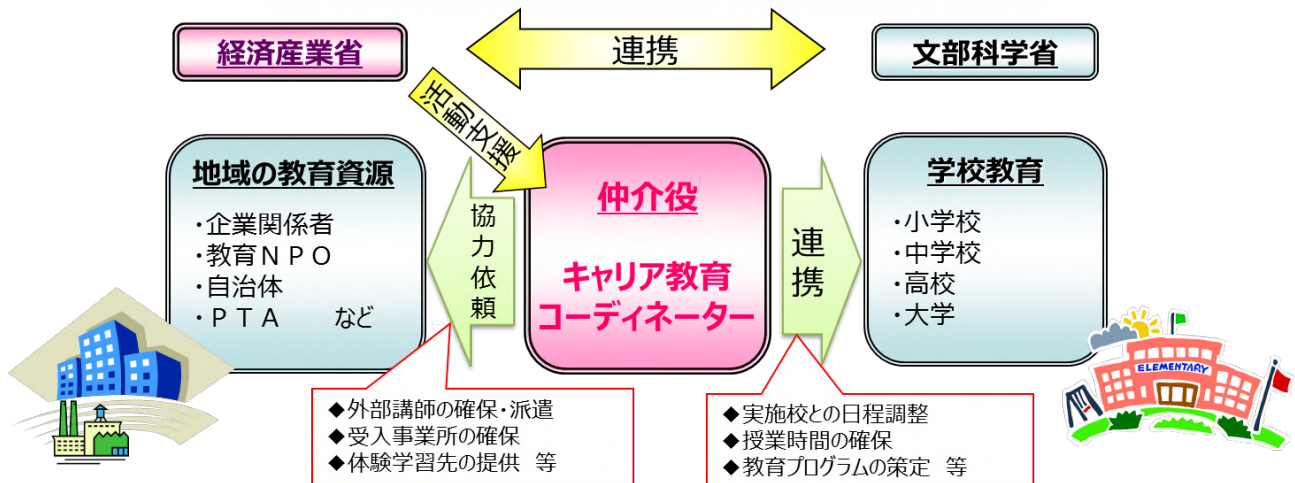 経済産業省
連携
文部科学省
活動支援
地域の教育資源
・企業関係者
・教育ＮＰＯ
・自治体
・ＰＴＡ　　など
協力依頼
仲介役
キャリア教育
コーディネーター
連携
学校教育
・小学校
・中学校
・高校
・大学
ELEMENTARY
◆外部講師の確保・派遣
◆受入事業所の確保
◆体験学習先の提供　等
◆実施校との日程調整
◆授業時間の確保
◆教育プログラムの策定　等